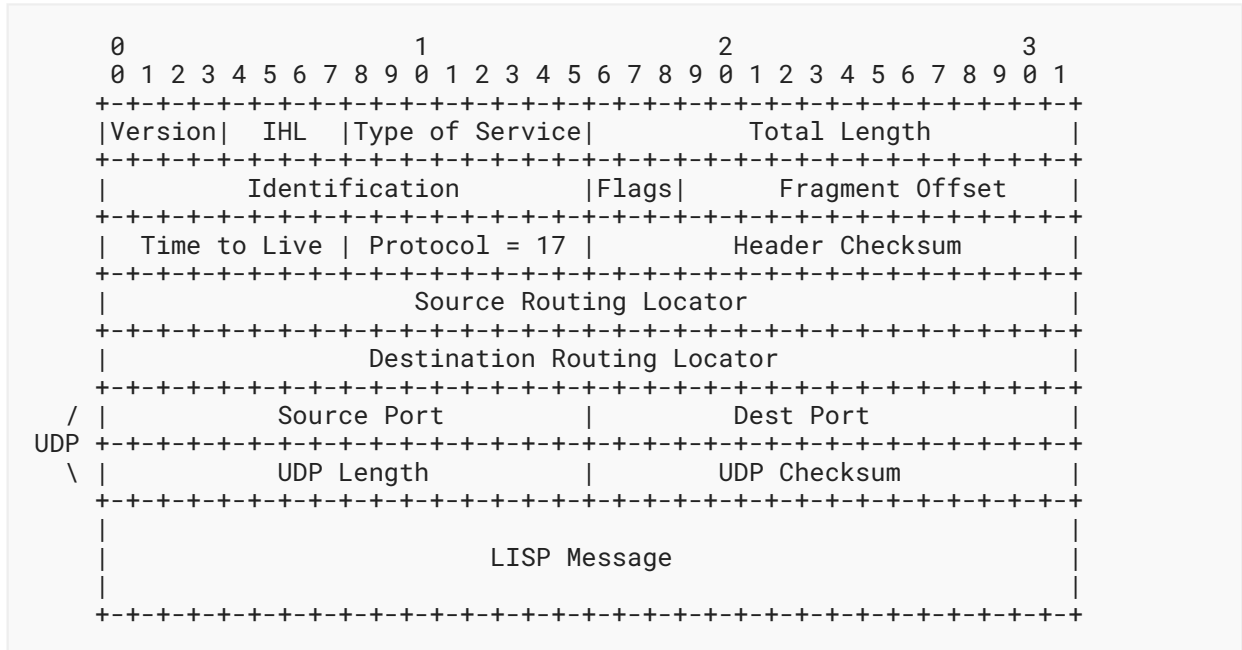 0                   1                   2                   3
        0 1 2 3 4 5 6 7 8 9 0 1 2 3 4 5 6 7 8 9 0 1 2 3 4 5 6 7 8 9 0 1
       +-+-+-+-+-+-+-+-+-+-+-+-+-+-+-+-+-+-+-+-+-+-+-+-+-+-+-+-+-+-+-+-+
       |Version|  IHL  |Type of Service|          Total Length         |
       +-+-+-+-+-+-+-+-+-+-+-+-+-+-+-+-+-+-+-+-+-+-+-+-+-+-+-+-+-+-+-+-+
       |         Identification        |Flags|      Fragment Offset    |
       +-+-+-+-+-+-+-+-+-+-+-+-+-+-+-+-+-+-+-+-+-+-+-+-+-+-+-+-+-+-+-+-+
       |  Time to Live | Protocol = 17 |         Header Checksum       |
       +-+-+-+-+-+-+-+-+-+-+-+-+-+-+-+-+-+-+-+-+-+-+-+-+-+-+-+-+-+-+-+-+
       |                    Source Routing Locator                     |
       +-+-+-+-+-+-+-+-+-+-+-+-+-+-+-+-+-+-+-+-+-+-+-+-+-+-+-+-+-+-+-+-+
       |                 Destination Routing Locator                   |
       +-+-+-+-+-+-+-+-+-+-+-+-+-+-+-+-+-+-+-+-+-+-+-+-+-+-+-+-+-+-+-+-+
     / |           Source Port         |         Dest Port             |
   UDP +-+-+-+-+-+-+-+-+-+-+-+-+-+-+-+-+-+-+-+-+-+-+-+-+-+-+-+-+-+-+-+-+
     \ |           UDP Length          |        UDP Checksum           |
       +-+-+-+-+-+-+-+-+-+-+-+-+-+-+-+-+-+-+-+-+-+-+-+-+-+-+-+-+-+-+-+-+
       |                                                               |
       |                         LISP Message                          |
       |                                                               |
       +-+-+-+-+-+-+-+-+-+-+-+-+-+-+-+-+-+-+-+-+-+-+-+-+-+-+-+-+-+-+-+-+